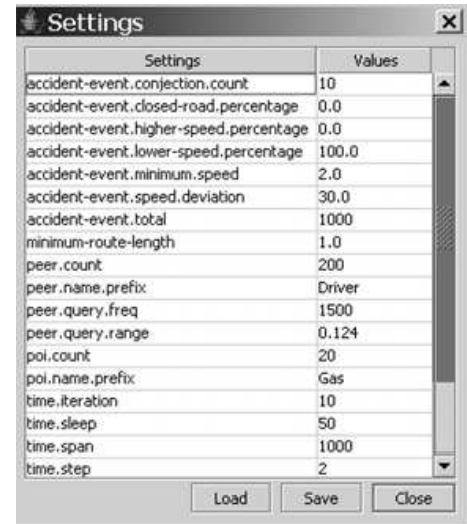 Settings
Settings Values
accident-event.conjection.count 10
accident-event.closed-road.percentage 0.0
accident-event.higher-speed.percentage 0.0
accident-event.lower-speed.percentage 100.0
accident-event.minimum.speed 2.0
accident-event.speed.deviation 30.0
accident-event.total 1000
minimum-route-length 1.0
peer.count 200
peer.name.prefix Driver
peer.query.freq 1500
peer.query.range 0.124
poi.count 20
poi.name.prefix Gas
time.iteration 10
time.sleep 50
time.span 1000
time.step 2
Load Save Close